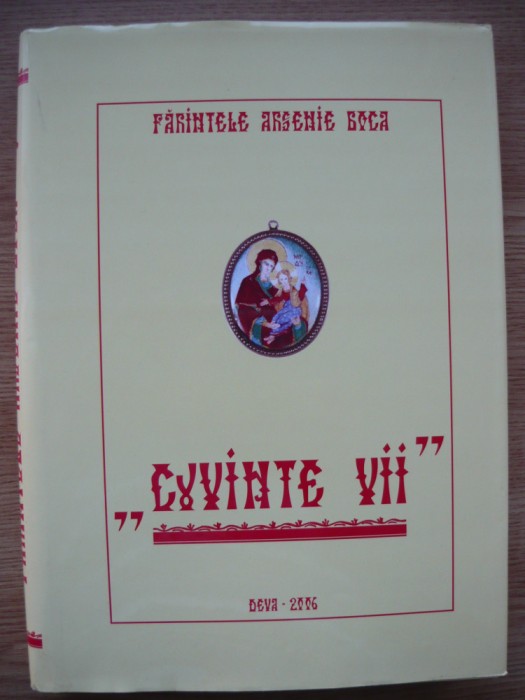 PĂRINTELE ARSENIE BOCA
„CUVINTE VII”
DEVA - 2006